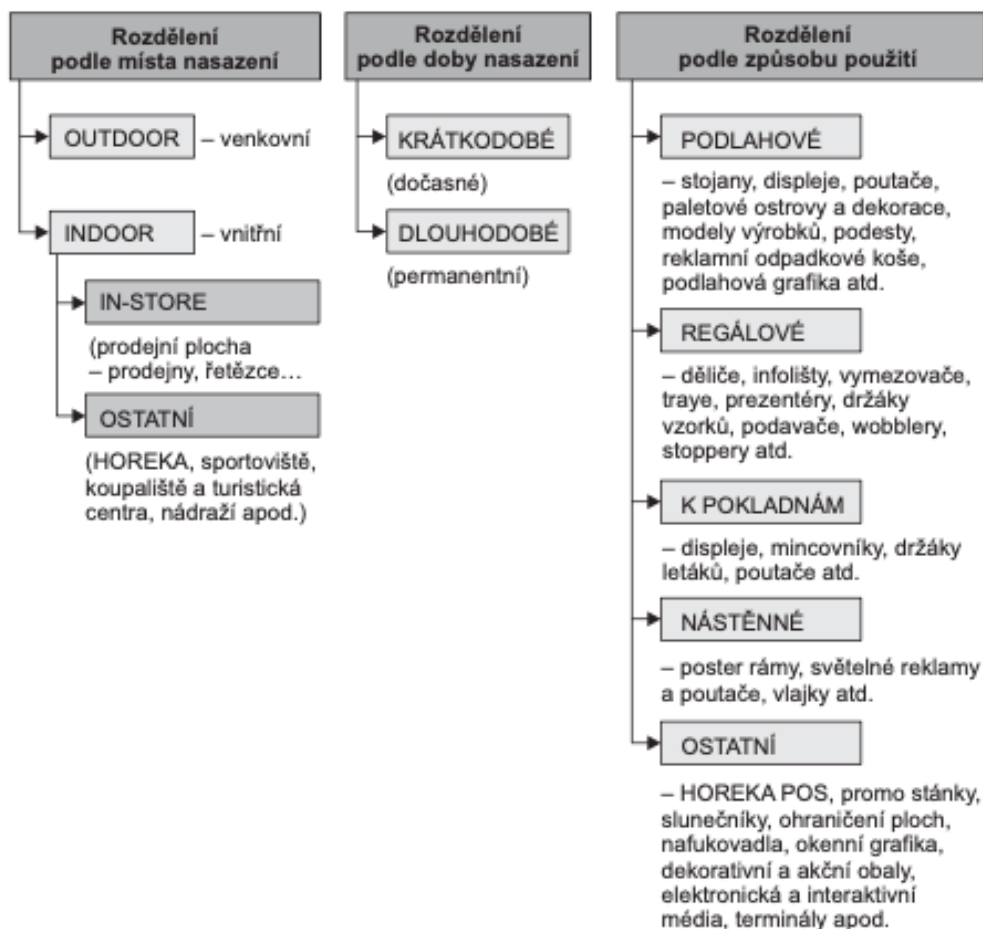 Rozdělení
podle místa nasazení
OUTDOOR – venkovní
INDOOR – vnitřní
IN-STORE
(prodejní plocha
– prodejny, řetězce…
OSTATNÍ
(HOREKA, sportoviště,
koupaliště a turistická
centra, nádraží apod.)
Rozdělení
podle doby nasazení
KRÁTKODOBÉ
(dočasné)
DLOUHODOBÉ
(permanentní)
Rozdělení
podle způsobu použití
PODLAHOVÉ
– stojany, displeje, poutače,
paletové ostrovy a dekorace,
modely výrobků, podesty,
reklamní odpadkové koše,
podlahová grafika atd.
REGÁLOVÉ
– děliče, infolišty, vymezovače,
traye, prezentéry, držáky
vzorků, podavače, wobblery,
stoppery atd.
K POKLADNÁM
– displeje, mincovníky, držáky
letáků, poutače atd.
NÁSTĚNNÉ
– poster rámy, světelné reklamy
a poutače, vlajky atd.
OSTATNÍ
– HOREKA POS, promo stánky,
slunečníky, ohraničení ploch,
nafukovadla, okenní grafika,
dekorativní a akční obaly,
elektronická a interaktivní
média, terminály apod.